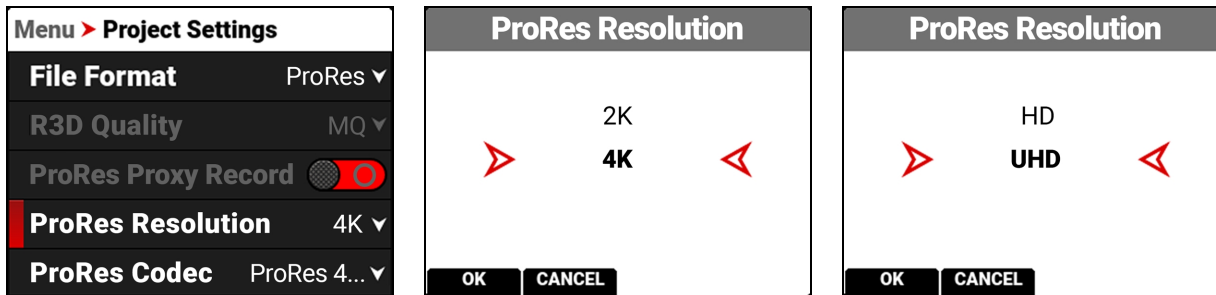 Menu > Project Settings
File Format ProRes
R3D Quality MQ
ProRes Proxy Record
ProRes Resolution 4K
ProRes Codec ProRes 4...
ProRes Resolution
2K
4K
OK CANCEL
ProRes Resolution
HD
UHD
OK CANCEL